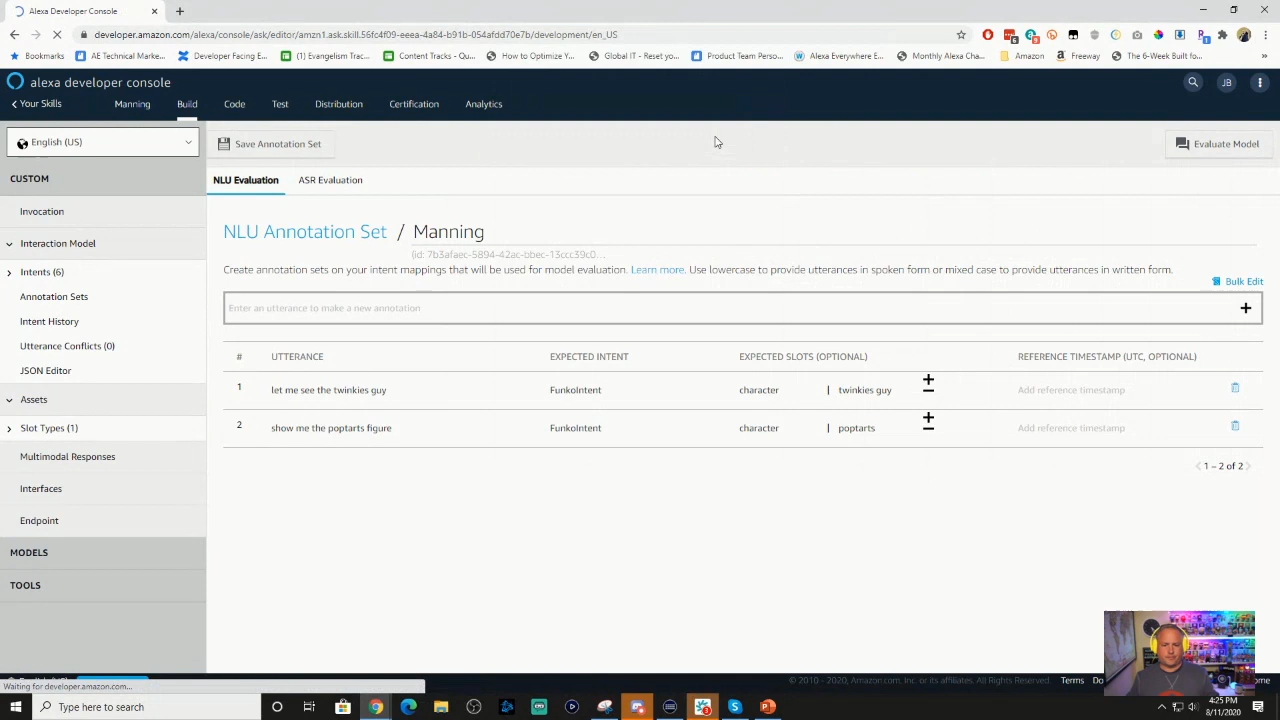 Alexa Developer Console
developer.amazon.com/alexa/console/ask/editor/amzn1.ask.skill.56fc4f09-eeea-4a84-b91b-054afdd70e7b/development/en_US
Bookmarks AE Technical Marke... Developer Facing E... (1) Evangelism Trac... Content Tracks - Qu... How to Optimize Y... Global IT - Reset yo... Product Team Perso... Alexa Everywhere E... Monthly Alexa Cha... Amazon Freeway The 6-Week Built fo...
alexa developer console
JB
Your Skills Manning Build Code Test Distribution Certification Analytics
English (US)
Save Annotation Set
Evaluate Model
CUSTOM
NLU Evaluation ASR Evaluation
Invocation
NLU Annotation Set / Manning
Interaction Model
(id: 7b3afaec-5894-42ac-bbec-13ccc39c0...
Intents (6)
Create annotation sets on your intent mappings that will be used for model evaluation. Learn more. Use lowercase to provide utterances in spoken form or mixed case to provide utterances in written form.
Bulk Edit
Annotation Sets
Enter an utterance to make a new annotation
Intent History
Utterance Conflicts (0)
# UTTERANCE EXPECTED INTENT EXPECTED SLOTS (OPTIONAL) REFERENCE TIMESTAMP (UTC, OPTIONAL)
JSON Editor
1 let me see the twinkies guy FunkoIntent character | twinkies guy Add reference timestamp
Assets
2 show me the poptarts figure FunkoIntent character | poptarts Add reference timestamp
Slot Types (1)
Multimodal Responses
1 – 2 of 2
Interfaces
Endpoint
MODELS
TOOLS
© 2010 - 2020, Amazon.com, Inc. or its affiliates. All Rights Reserved. Terms
Waiting for developer.amazon.com...
Type here to search
4:25 PM
8/11/2020